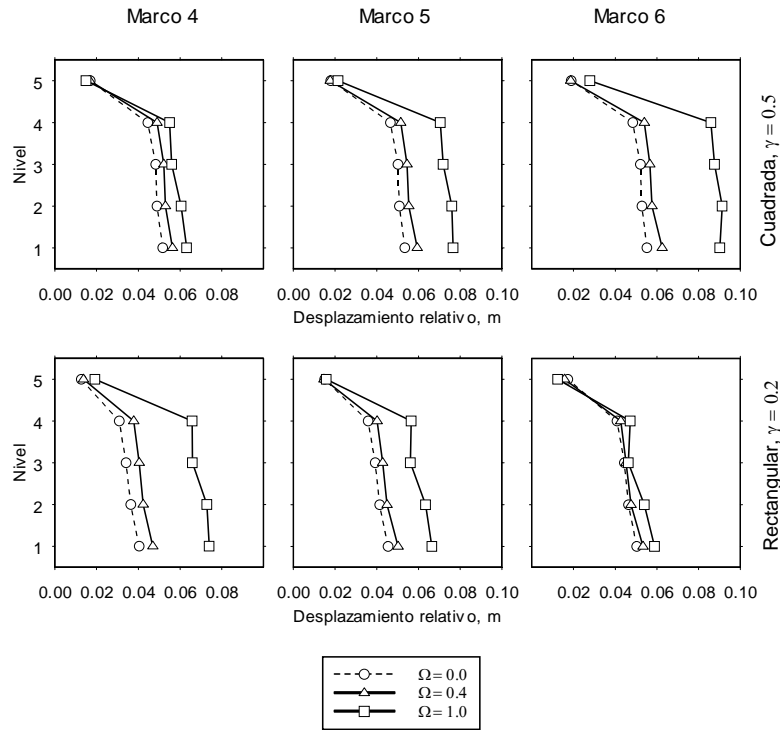 Marco 4 Marco 5 Marco 6
Nivel
5
4
3
2
1
0.00 0.02 0.04 0.06 0.08
0.00 0.02 0.04 0.06 0.08 0.10
0.00 0.02 0.04 0.06 0.08 0.10
Desplazamiento relativo, m
Cuadrada, γ = 0.5
Nivel
5
4
3
2
1
0.00 0.02 0.04 0.06 0.08
0.00 0.02 0.04 0.06 0.08 0.10
0.00 0.02 0.04 0.06 0.08 0.10
Desplazamiento relativo, m
Rectangular, γ = 0.2
Ω = 0.0
Ω = 0.4
Ω = 1.0